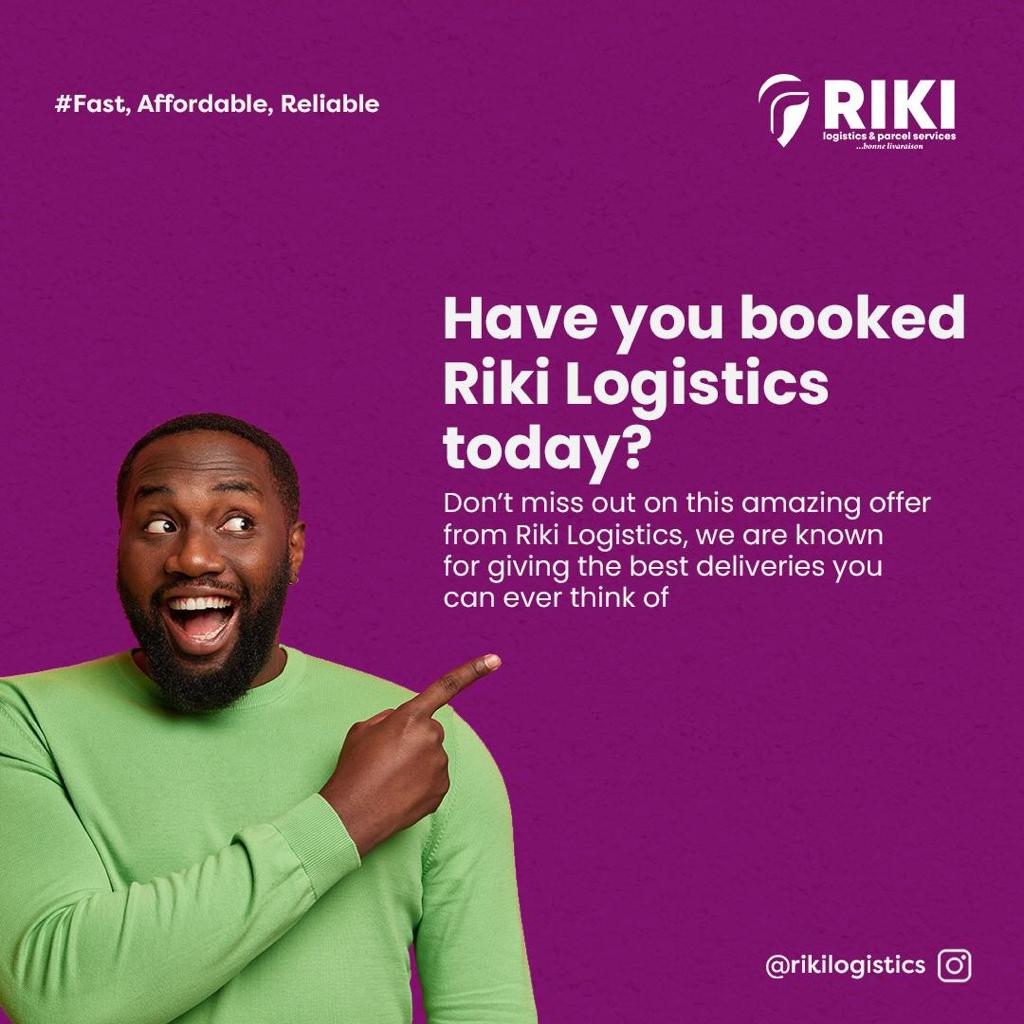 #Fast, Affordable, Reliable
RIKI
logistics & parcel services
...bonne livaraison
Have you booked
Riki Logistics
today?
Don't miss out on this amazing offer
from Riki Logistics, we are known
for giving the best deliveries you
can ever think of
@rikilogistics